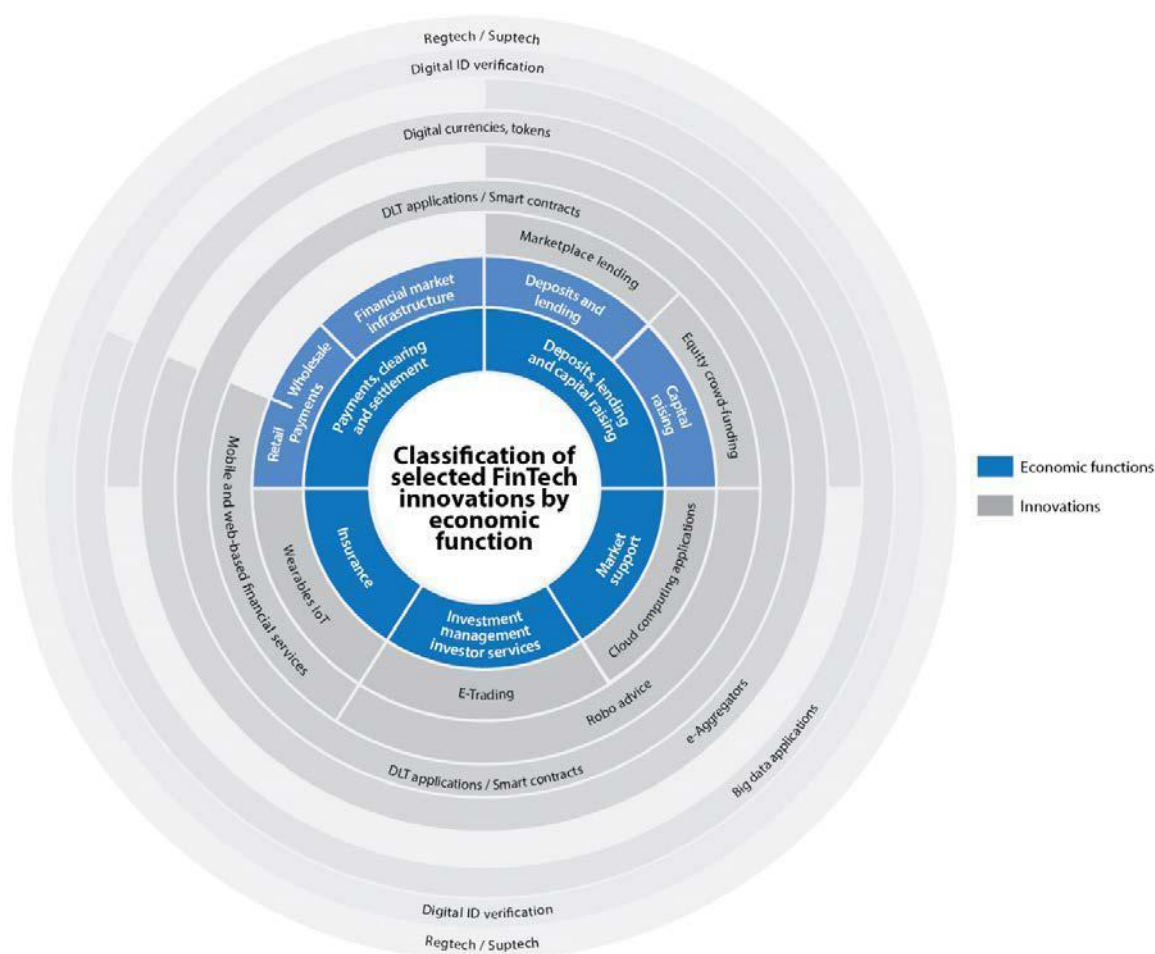 Regtech / Suptech
Digital ID verification
Digital currencies, tokens
DLT applications / Smart contracts
Marketplace lending
Financial market
infrastructure
Deposits and
lending
Wholesale
Retail
Payments
Payments, clearing
and settlement
Deposits, lending
and capital raising
Capital
raising
Equity crowd-funding
Classification of
selected FinTech
innovations by
economic
function
Economic functions
Innovations
Mobile and web-based financial services
Wearables IoT
Insurance
Investment
management
investor services
Market
support
Cloud computing applications
E-Trading
Robo advice
e-Aggregators
Big data applications
DLT applications / Smart contracts
Digital ID verification
Regtech / Suptech